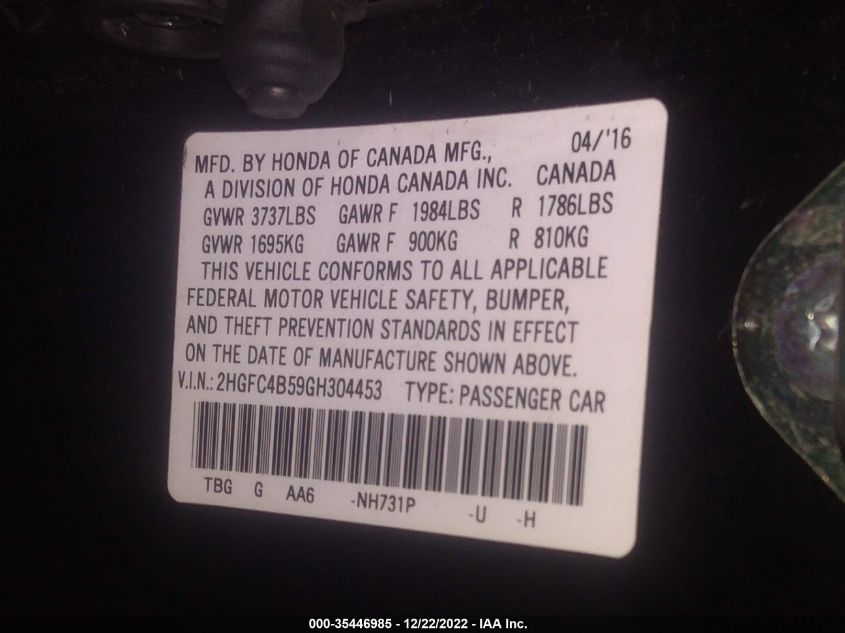 MFD. BY HONDA OF CANADA MFG., 04/'16
A DIVISION OF HONDA CANADA INC. CANADA
GVWR 3737LBS GAWR F 1984LBS R 1786LBS
GVWR 1695KG GAWR F 900KG R 810KG
THIS VEHICLE CONFORMS TO ALL APPLICABLE
FEDERAL MOTOR VEHICLE SAFETY, BUMPER,
AND THEFT PREVENTION STANDARDS IN EFFECT
ON THE DATE OF MANUFACTURE SHOWN ABOVE.
V.I.N.: 2HGFC4B59GH304453 TYPE: PASSENGER CAR
TBG G AA6 -NH731P -U -H
000-35446985 - 12/22/2022 - IAA Inc.